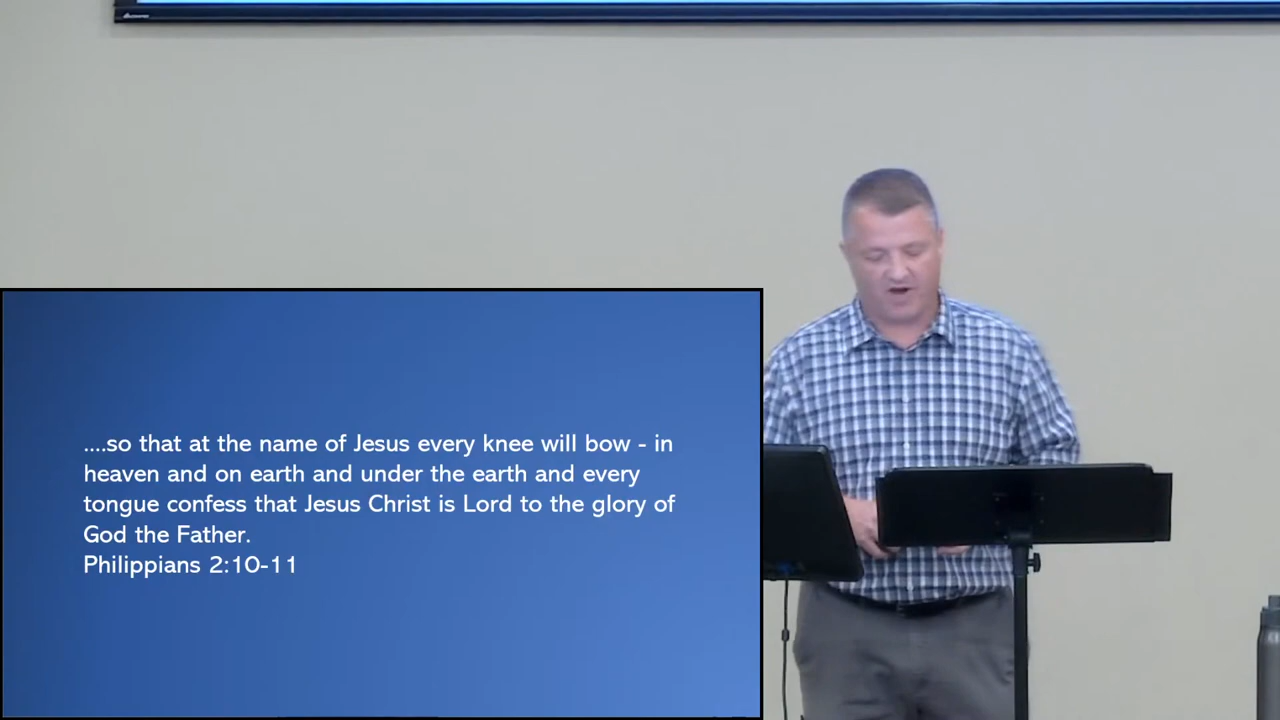 ....so that at the name of Jesus every knee will bow - in
heaven and on earth and under the earth and every
tongue confess that Jesus Christ is Lord to the glory of
God the Father.
Philippians 2:10-11